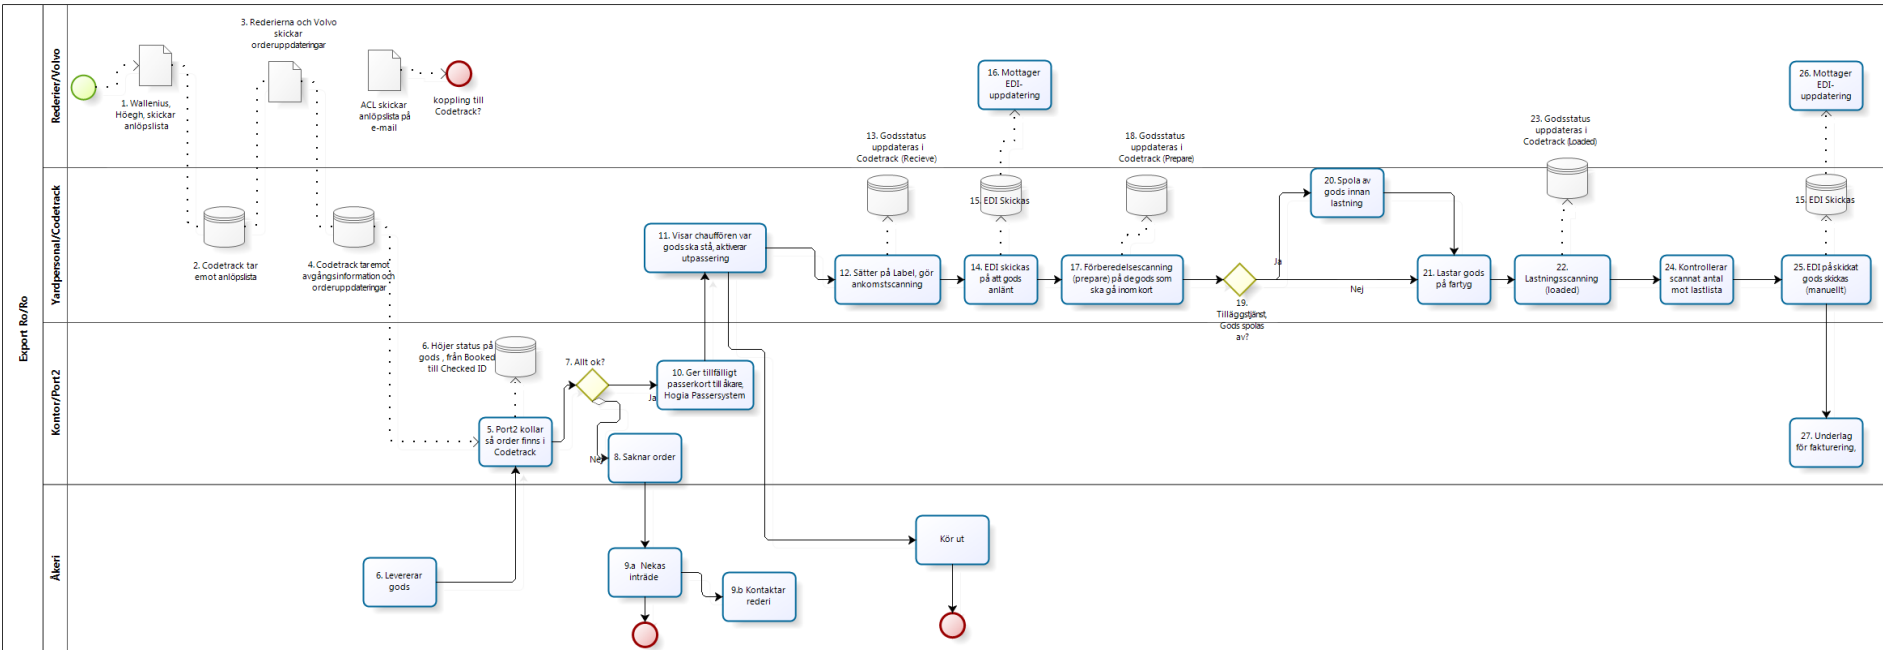 Export Ro/Ro
Rederier/Volvo
Yardpersonal/Codetrack
Kontor/Port2
Åkeri
1. Wallenius,
Höegh, skickar
anlöpslista
3. Rederierna och Volvo
skickar
orderuppdateringar
ACL skickar
anlöpslista på
e-mail
koppling till
Codetrack?
2. Codetrack tar
emot anlöpslista
4. Codetrack tar emot
avgångsinformation och
orderuppdateringar
6. Höjer status på
gods , från Booked
till Checked ID
5. Port2 kollar
så order finns i
Codetrack
6. Levererar
gods
7. Allt ok?
Ja
Nej
8. Saknar order
9.a Nekas
inträde
9.b Kontaktar
rederi
10. Ger tillfälligt
passerkort till åkare,
Hogia Passersystem
11. Visar chauffören var
gods ska stå, aktiverar
utpassering
Kör ut
12. Sätter på Label, gör
ankomstscanning
13. Godsstatus
uppdateras i
Codetrack (Recieve)
14. EDI skickas
på att gods
anlänt
15. EDI Skickas
16. Mottager
EDI-
uppdatering
17. Förberedelsescanning
(prepare) på de gods som
ska gå inom kort
18. Godsstatus
uppdateras i
Codetrack (Prepare)
19.
Tilläggstjänst,
Gods spolas
av?
Ja
Nej
20. Spola av
gods innan
lastning
21. Lastar gods
på fartyg
22.
Lastningsscanning
(loaded)
23. Godsstatus
uppdateras i
Codetrack (Loaded)
24. Kontrollerar
scannat antal
mot lastlista
25. EDI på skidat
gods skickas
(manuellt)
15. EDI Skickas
26. Mottager
EDI-
uppdatering
27. Underlag
för fakturering,